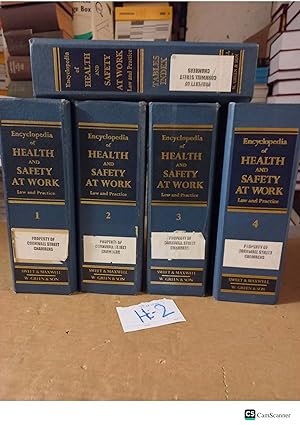 Encyclopedia
of
HEALTH
AND
SAFETY
AT WORK
Law and Practice
TABLES
INDEX
PROPERTY OF
CORNWALL STREET
CHAMBERS
Encyclopedia
of
HEALTH
AND
SAFETY
AT WORK
Law and Practice
1
PROPERTY OF
CORNWALL STREET
CHAMBERS
SWEET & MAXWELL
W. GREEN & SON
Encyclopedia
of
HEALTH
AND
SAFETY
AT WORK
Law and Practice
2
PROPERTY OF
CORNWALL STREET
CHAMBERS
SWEET & MAXWELL
W. GREEN & SON
Encyclopedia
of
HEALTH
AND
SAFETY
AT WORK
Law and Practice
3
PROPERTY OF
CORNWALL STREET
CHAMBERS
SWEET & MAXWELL
W. GREEN & SON
Encyclopedia
of
HEALTH
AND
SAFETY
AT WORK
Law and Practice
4
PROPERTY OF
CORNWALL STREET
CHAMBERS
SWEET & MAXWELL
W. GREEN & SON
H-2
CS CamScanner